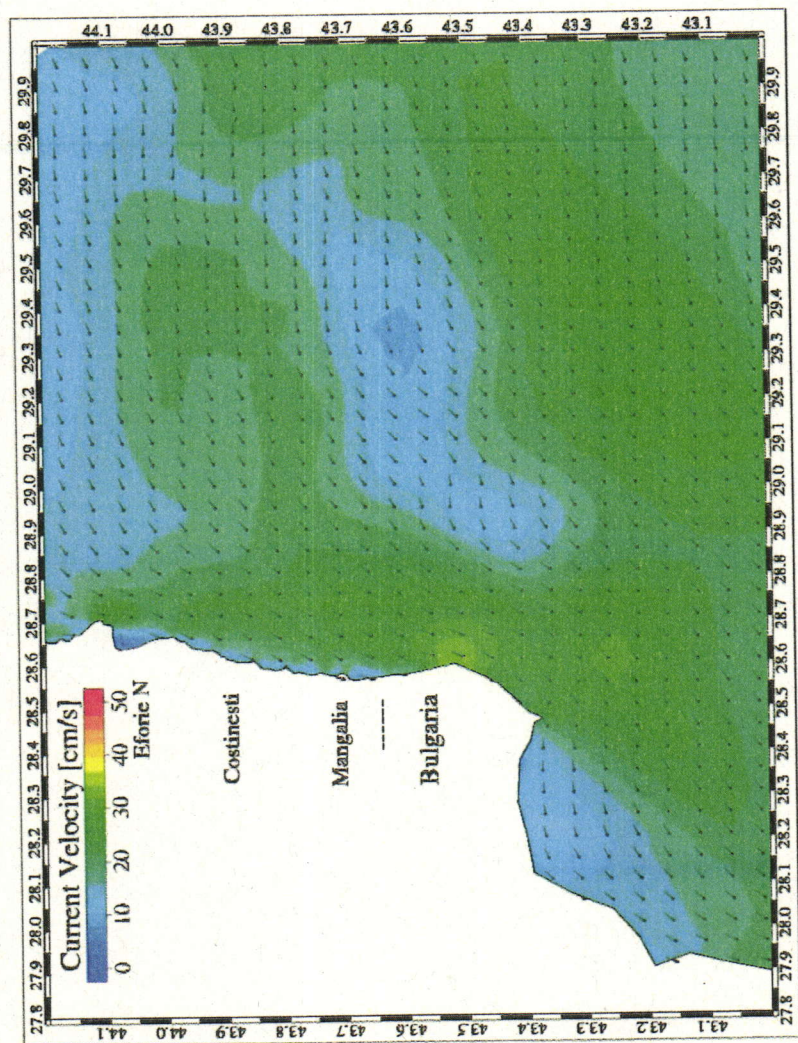 27.8 27.9 28.0 28.1 28.2 28.3 28.4 28.5 28.6 28.7 28.8 28.9 29.0 29.1 29.2 29.3 29.4 29.5 29.6 29.7 29.8 29.9
44.1 44.0 43.9 43.8 43.7 43.6 43.5 43.4 43.3 43.2 43.1
Current Velocity [cm/s]
0 10 20 30 40 50
Eforie N
Costinesti
Mangalia
Bulgaria
44.1 44.0 43.9 43.8 43.7 43.6 43.5 43.4 43.3 43.2 43.1
27.8 27.9 28.0 28.1 28.2 28.3 28.4 28.5 28.6 28.7 28.8 28.9 29.0 29.1 29.2 29.3 29.4 29.5 29.6 29.7 29.8 29.9